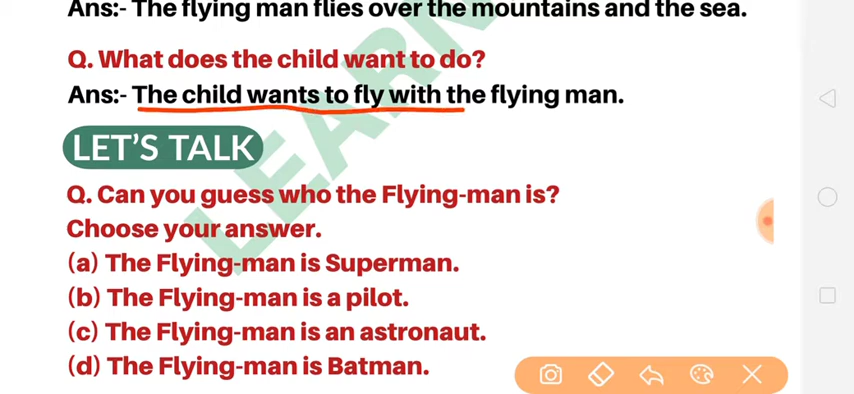 Ans:- The flying man flies over the mountains and the sea.
Q. What does the child want to do?
Ans:- The child wants to fly with the flying man.
LET'S TALK
Q. Can you guess who the Flying-man is?
Choose your answer.
(a) The Flying-man is Superman.
(b) The Flying-man is a pilot.
(c) The Flying-man is an astronaut.
(d) The Flying-man is Batman.
LEARN